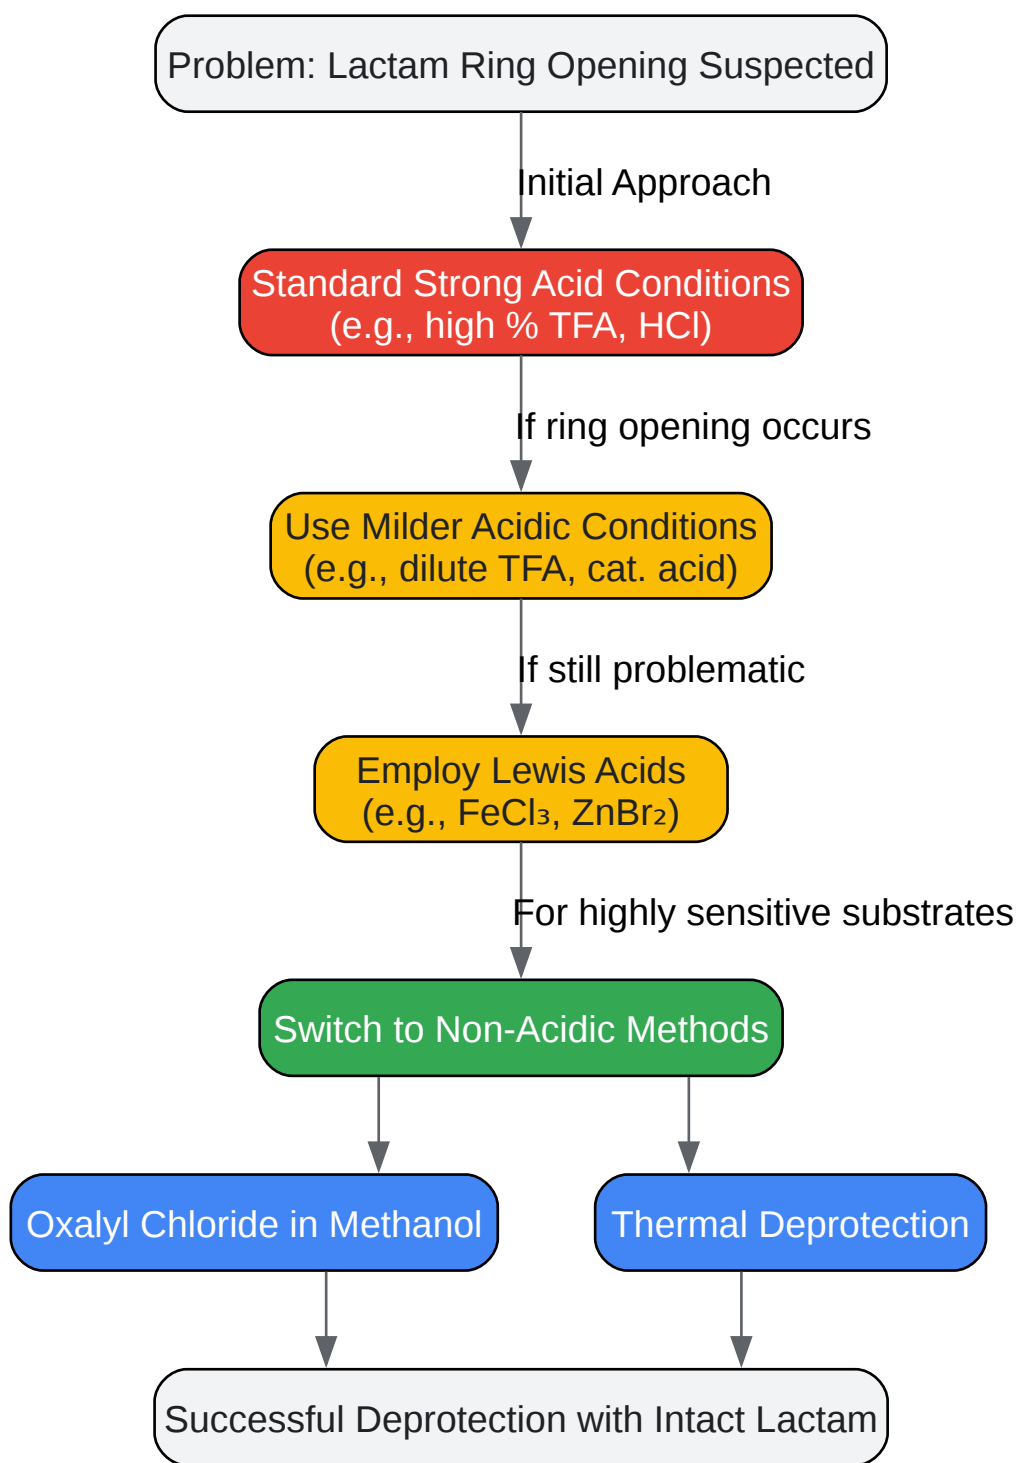 Problem: Lactam Ring Opening Suspected
Initial Approach
Standard Strong Acid Conditions
(e.g., high % TFA, HCl)
If ring opening occurs
Use Milder Acidic Conditions
(e.g., dilute TFA, cat. acid)
If still problematic
Employ Lewis Acids
(e.g., FeCl₃, ZnBr₂)
For highly sensitive substrates
Switch to Non-Acidic Methods
Oxalyl Chloride in Methanol
Thermal Deprotection
Successful Deprotection with Intact Lactam